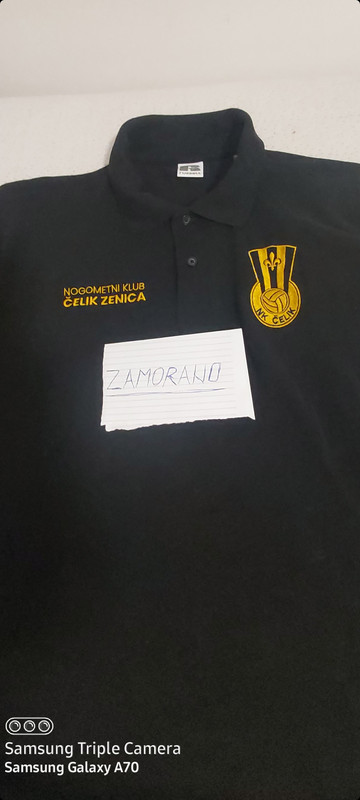 NOGOMETNI KLUB
ČELIK ZENICA
NK ČELIK
ZAMORANO
Samsung Triple Camera
Samsung Galaxy A70